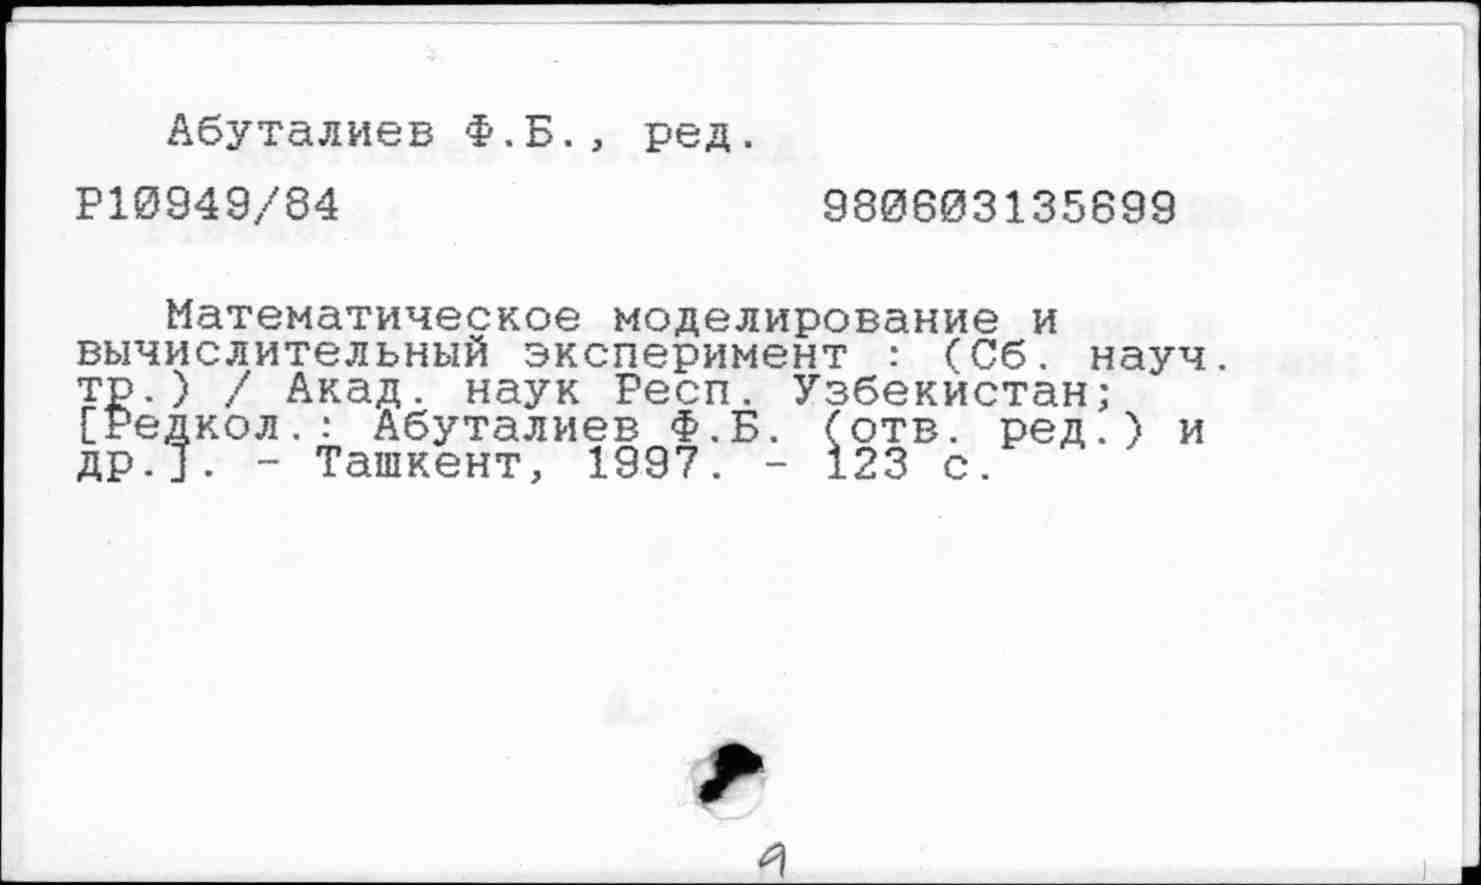 Абуталиев Ф.Б., ред.
Р10949/84 980603135699
Математическое моделирование и
вычислительный эксперимент : (Сб. науч.
тр.) / Акад. наук Респ. Узбекистан;
[Редкол.: Абуталиев Ф.Б. (отв. ред.) и
др.]. - Ташкент, 1997. - 123 с.